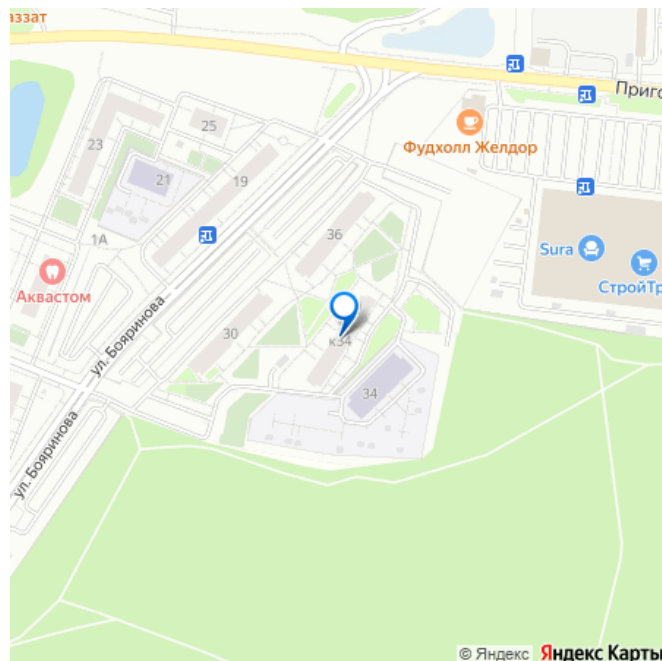 аззат
Приго
25
Фудхолл Желдор
23
21
19
1А
36
Sura
СтройТр
Аквастом
ул. Бояринова
30
к34
34
ул. Бояринова
© Яндекс Яндекс Карты